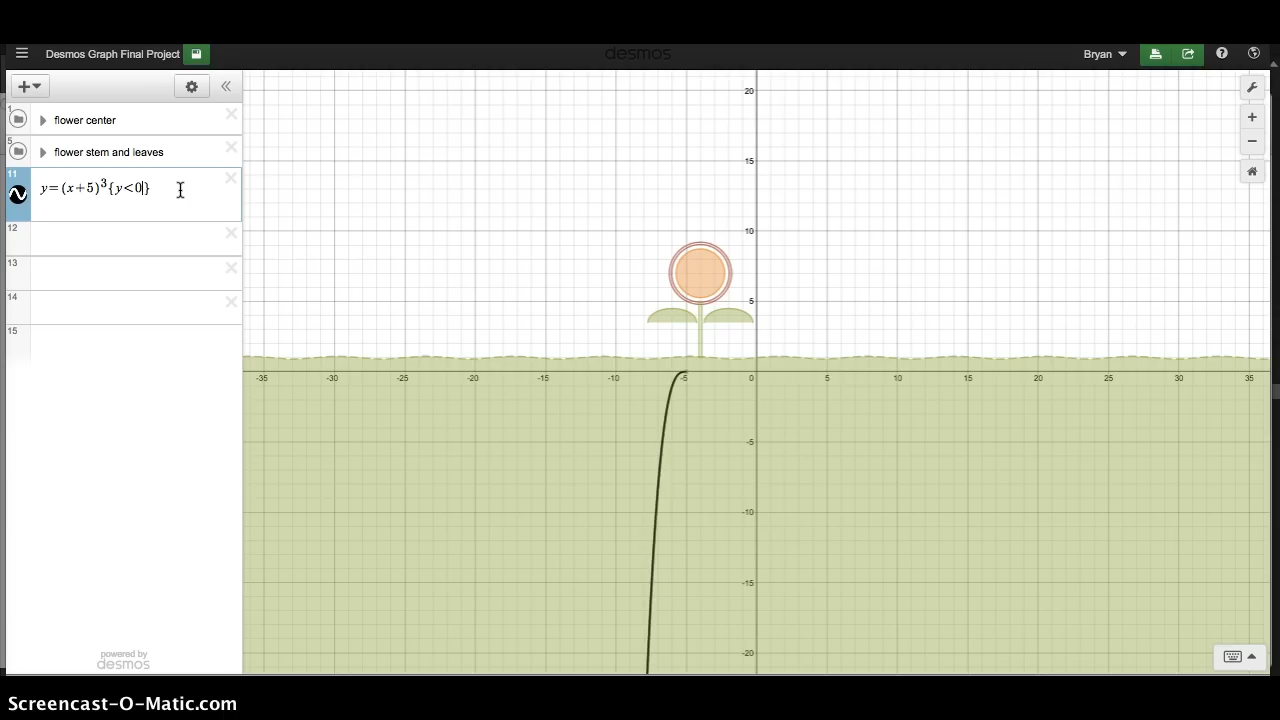 Desmos Graph Final Project
desmos
Bryan
1
flower center
5
flower stem and leaves
11
y=(x+5)³{y<0}
12
13
14
15
powered by
desmos
20
15
10
5
-35 -30 -25 -20 -15 -10 -5 0 5 10 15 20 25 30 35
-5
-10
-15
-20
Screencast-O-Matic.com